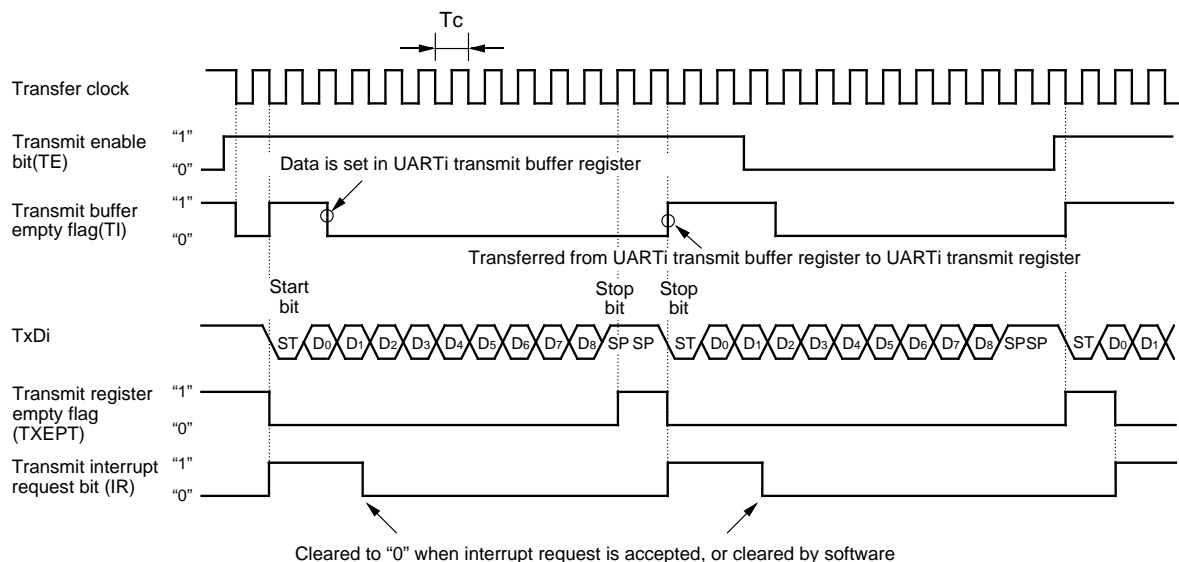 Tc
Transfer clock
Transmit enable
bit(TE)
“1”
“0”
Data is set in UARTi transmit buffer register
Transmit buffer
empty flag(TI)
“1”
“0”
Transferred from UARTi transmit buffer register to UARTi transmit register
Start
bit
Stop
bit
Stop
bit
TxDi
ST D0 D1 D2 D3 D4 D5 D6 D7 D8 SP SP ST D0 D1 D2 D3 D4 D5 D6 D7 D8 SPSP ST D0 D1
Transmit register
empty flag
(TXEPT)
“1”
“0”
Transmit interrupt
request bit (IR)
“1”
“0”
Cleared to “0” when interrupt request is accepted, or cleared by software